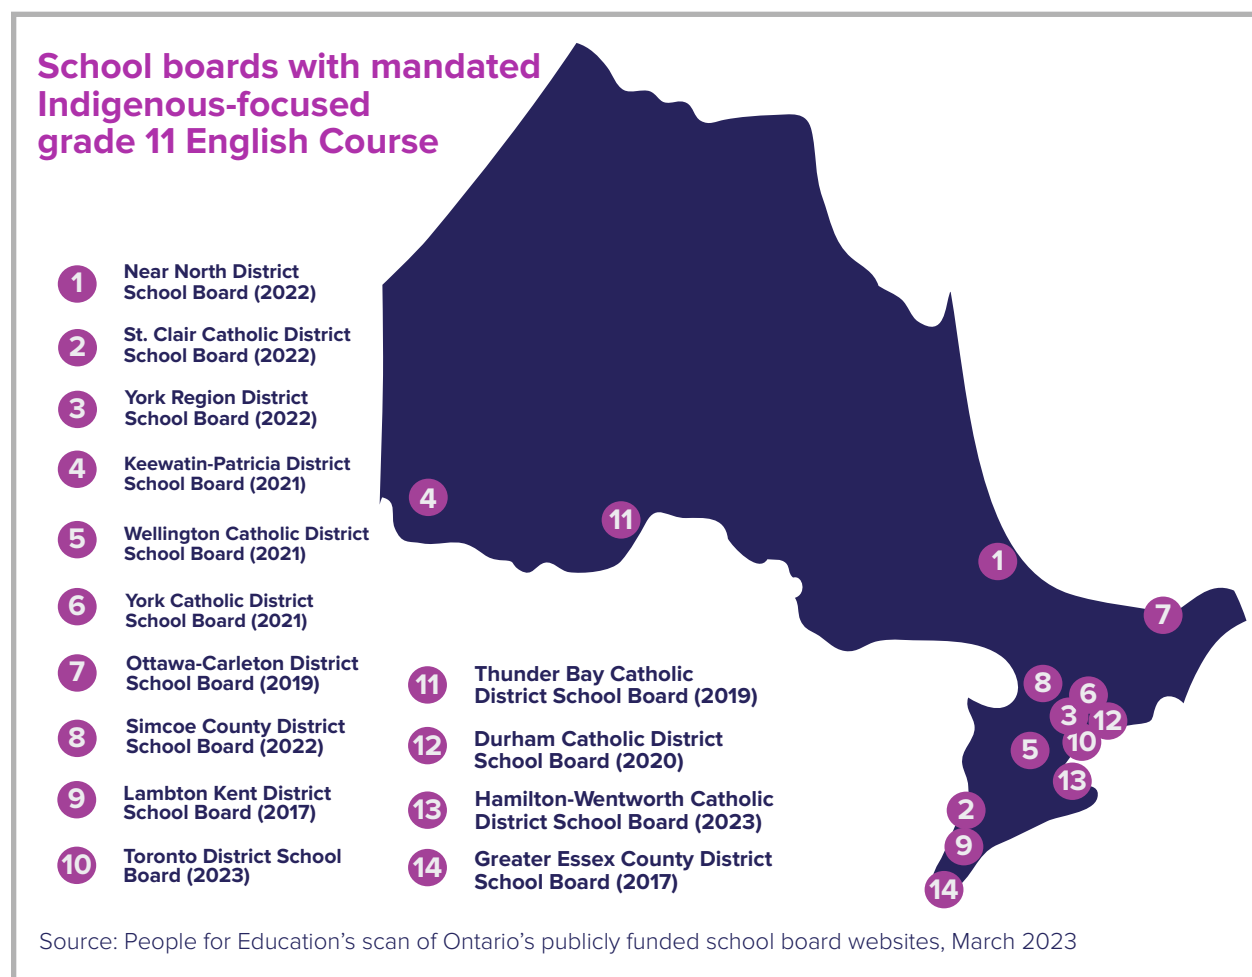 School boards with mandated
Indigenous-focused
grade 11 English Course
1
Near North District
School Board (2022)
2
St. Clair Catholic District
School Board (2022)
3
York Region District
School Board (2022)
4
Keewatin-Patricia District
School Board (2021)
5
Wellington Catholic District
School Board (2021)
6
York Catholic District
School Board (2021)
7
Ottawa-Carleton District
School Board (2019)
8
Simcoe County District
School Board (2022)
9
Lambton Kent District
School Board (2017)
10
Toronto District School
Board (2023)
11
Thunder Bay Catholic
District School Board (2019)
12
Durham Catholic District
School Board (2020)
13
Hamilton-Wentworth Catholic
District School Board (2023)
14
Greater Essex County District
School Board (2017)
4
11
1
7
8
6
3
12
10
5
13
2
9
14
Source: People for Education’s scan of Ontario’s publicly funded school board websites, March 2023